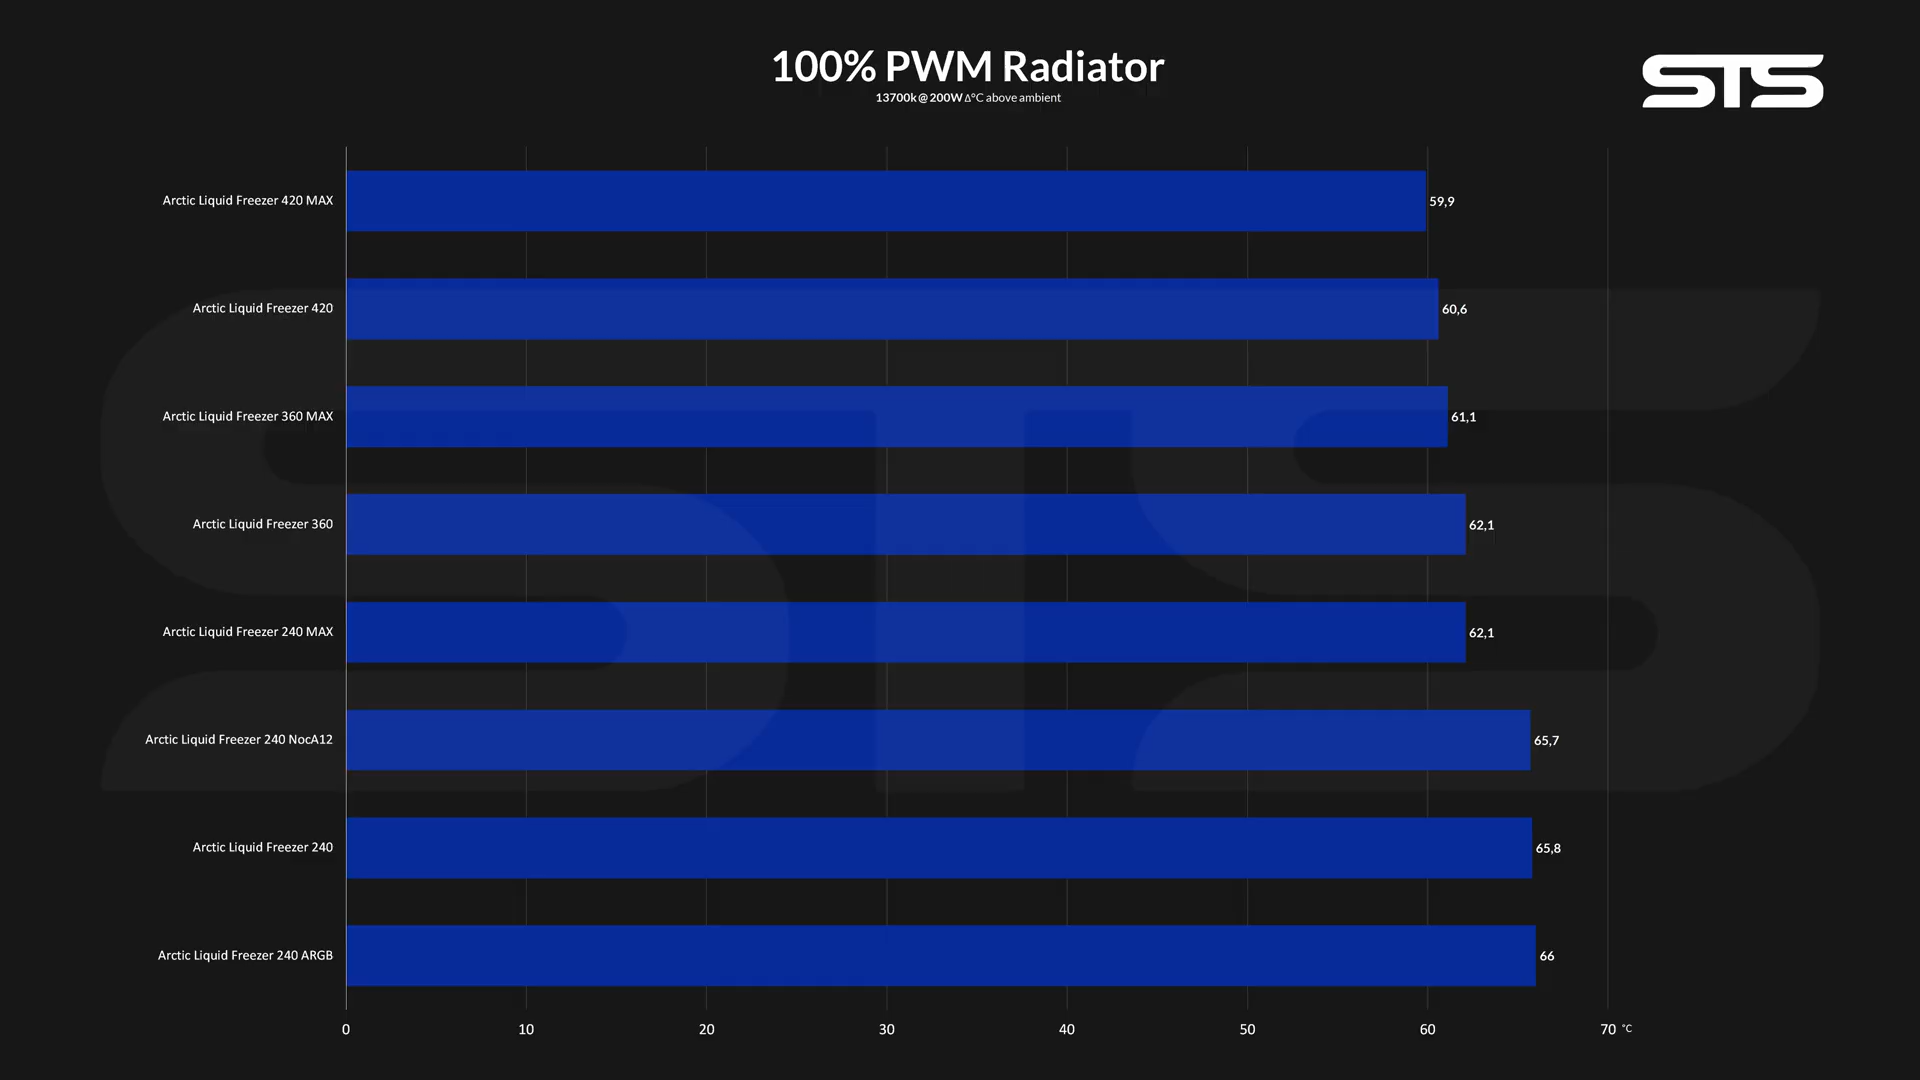 100% PWM Radiator
13700k @ 200W Δ°C above ambient
STS
Arctic Liquid Freezer 420 MAX 59,9
Arctic Liquid Freezer 420 60,6
Arctic Liquid Freezer 360 MAX 61,1
Arctic Liquid Freezer 360 62,1
Arctic Liquid Freezer 240 MAX 62,1
Arctic Liquid Freezer 240 NocA12 65,7
Arctic Liquid Freezer 240 65,8
Arctic Liquid Freezer 240 ARGB 66
0 10 20 30 40 50 60 70 °C
STS